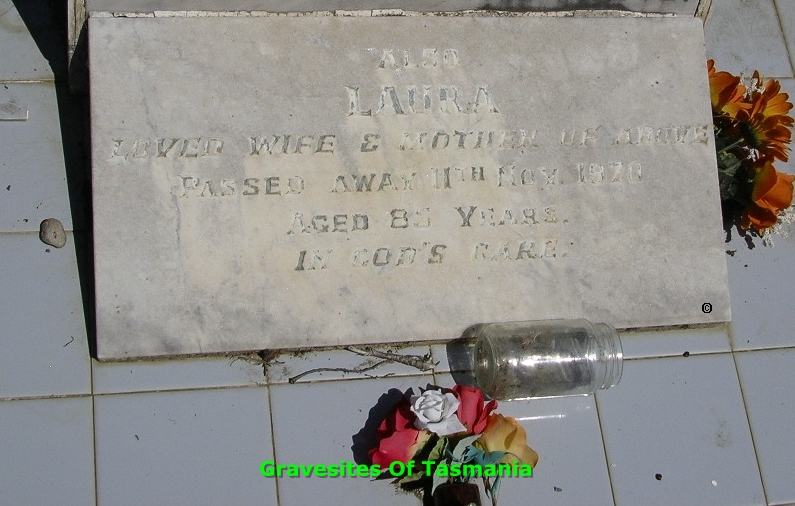 ALSO
LAURA
LOVED WIFE & MOTHER OF ABOVE
PASSED AWAY 11TH NOV. 1970
AGED 85 YEARS.
IN GOD'S CARE.
©
Gravesites Of Tasmania